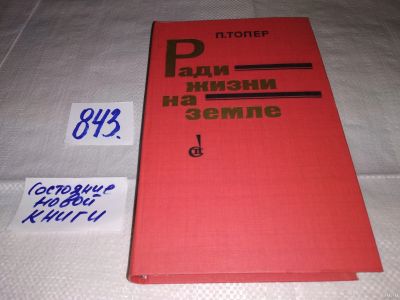 П. ТОПЕР
Ради
жизни
на
земле
843.
Состояние
новой
книги